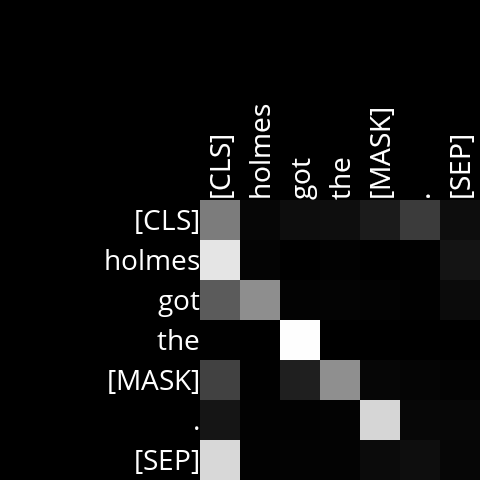 [CLS] holmes got the [MASK] . [SEP]
[CLS]
holmes
got
the
[MASK]
.
[SEP]